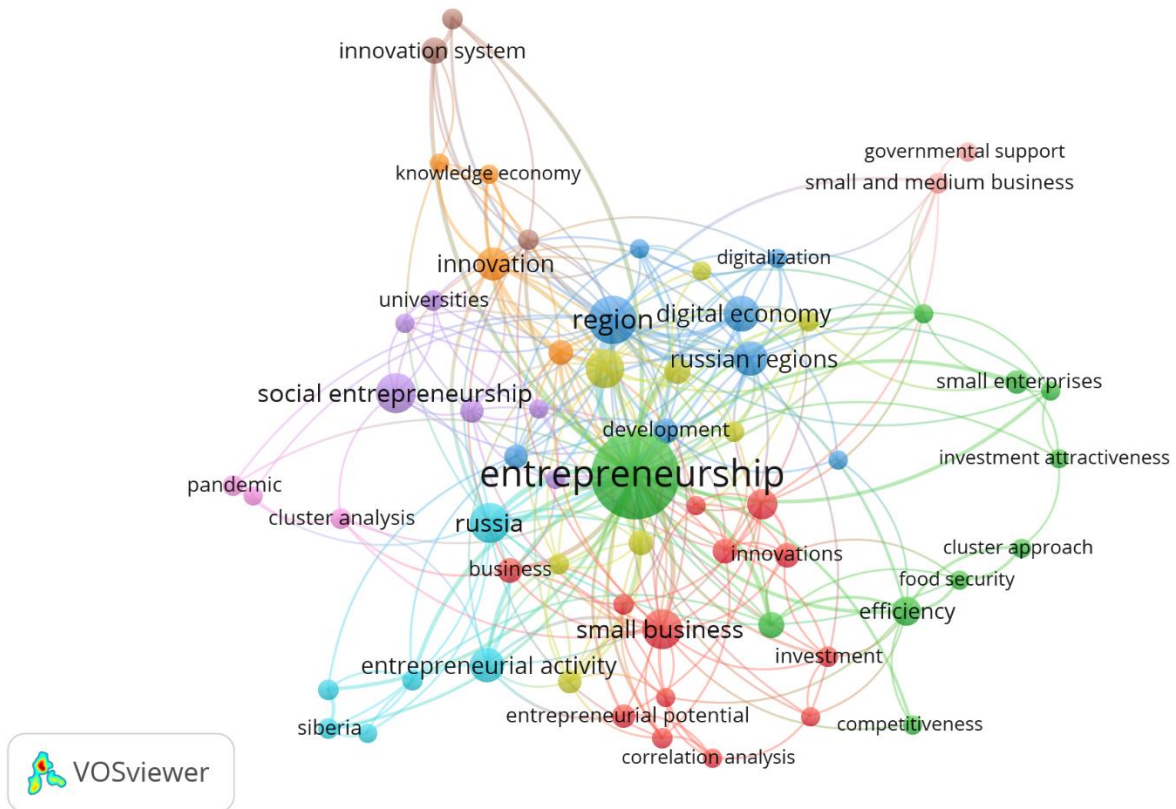 innovation system
governmental support
knowledge economy
small and medium business
digitalization
innovation
universities
region
digital economy
russian regions
small enterprises
social entrepreneurship
development
investment attractiveness
entrepreneurship
pandemic
cluster analysis
russia
innovations
cluster approach
business
food security
efficiency
small business
investment
entrepreneurial activity
entrepreneurial potential
competitiveness
siberia
correlation analysis
VOSviewer